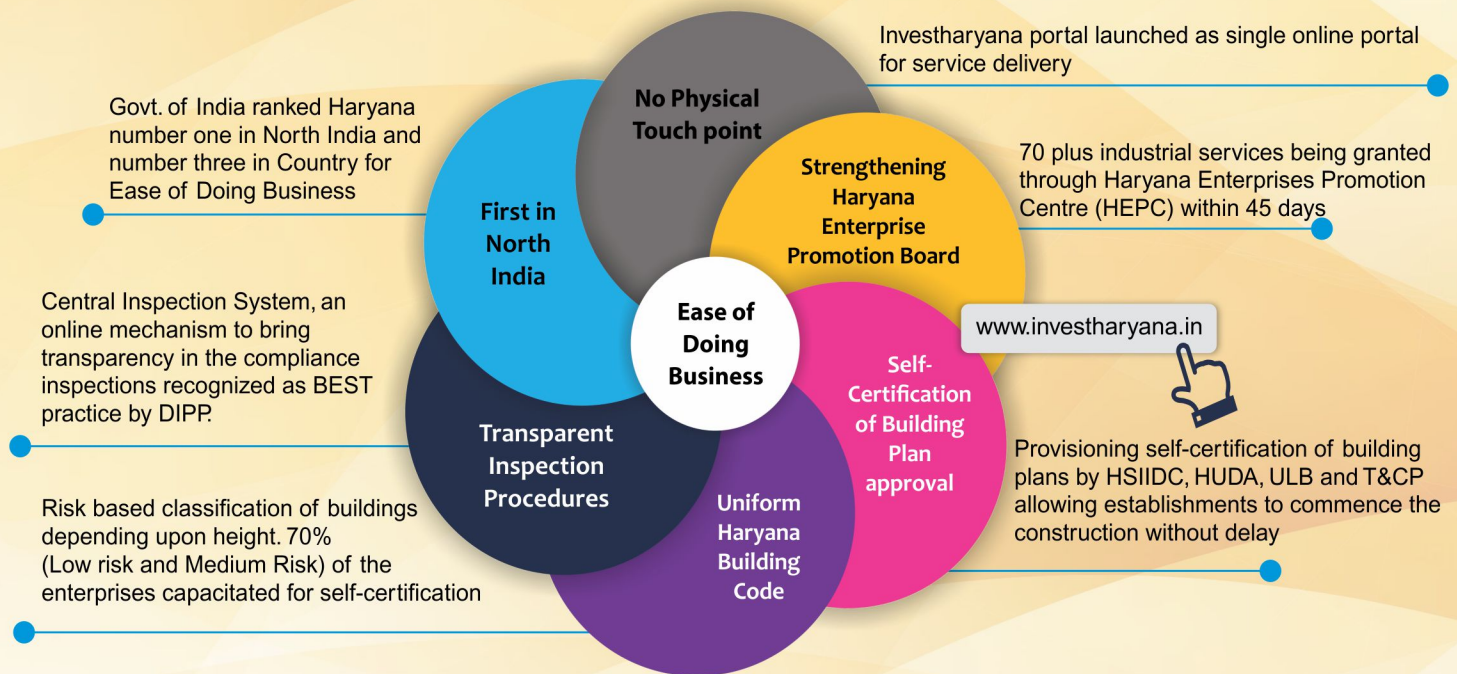 No Physical
Touch point
Investharyana portal launched as single online portal
for service delivery
Strengthening
Haryana
Enterprise
Promotion Board
70 plus industrial services being granted
through Haryana Enterprises Promotion
Centre (HEPC) within 45 days
www.investharyana.in
Self-
Certification
of Building
Plan
approval
Provisioning self-certification of building
plans by HSIIDC, HUDA, ULB and T&CP
allowing establishments to commence the
construction without delay
Uniform
Haryana
Building
Code
Risk based classification of buildings
depending upon height. 70%
(Low risk and Medium Risk) of the
enterprises capacitated for self-certification
Transparent
Inspection
Procedures
Central Inspection System, an
online mechanism to bring
transparency in the compliance
inspections recognized as BEST
practice by DIPP.
First in
North
India
Govt. of India ranked Haryana
number one in North India and
number three in Country for
Ease of Doing Business
Ease of
Doing
Business